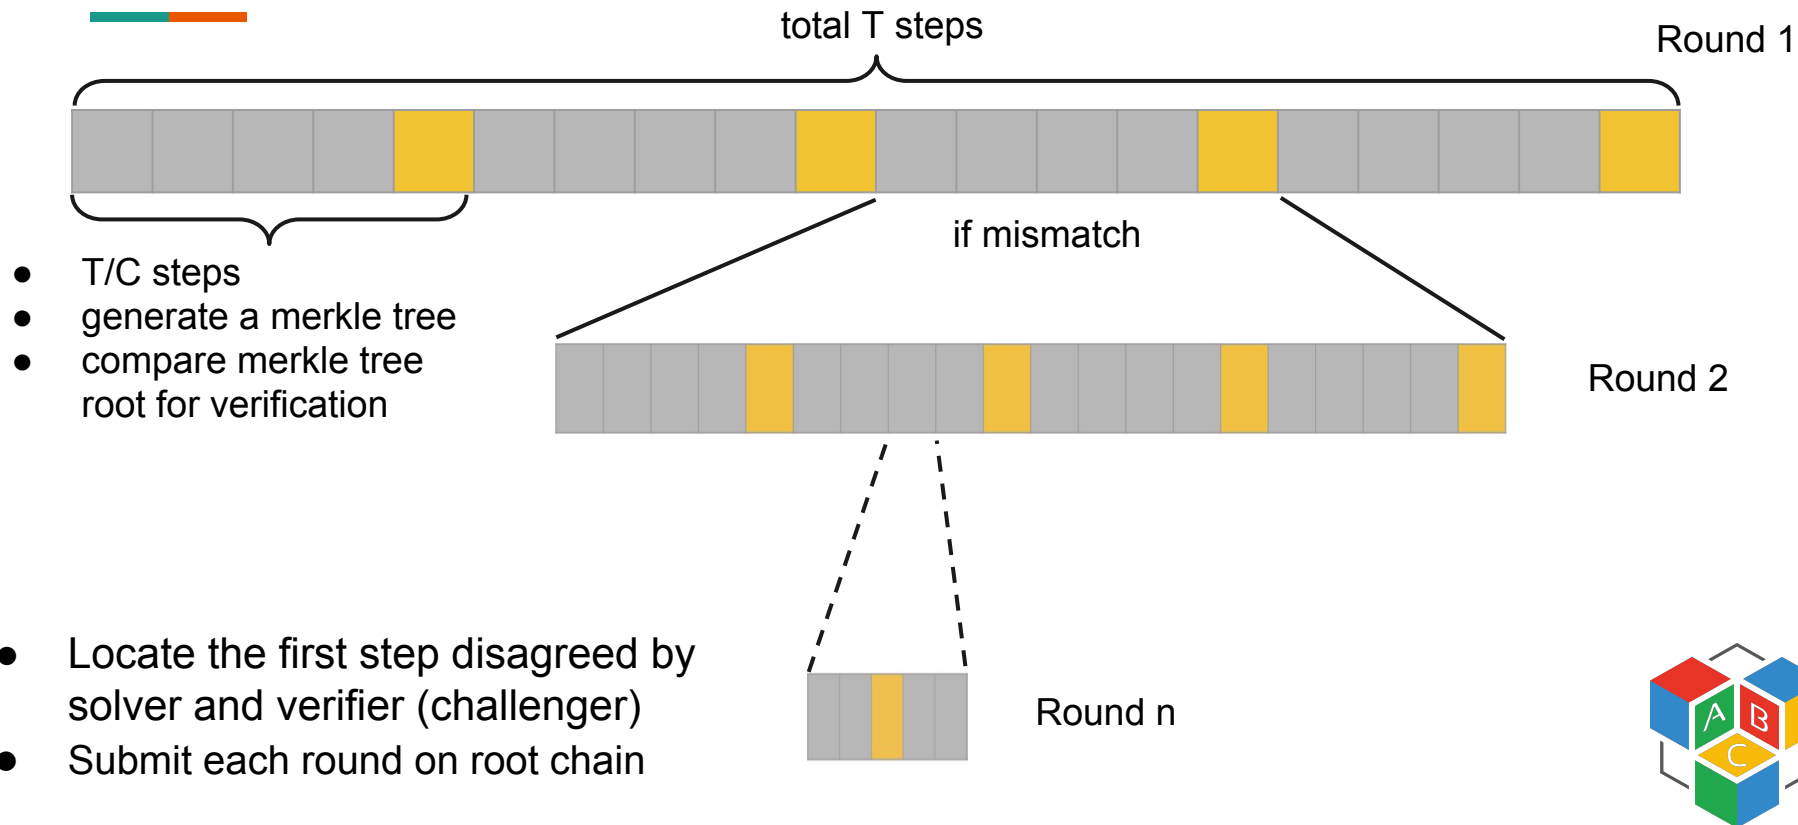 total T steps
Round 1
if mismatch
● T/C steps
● generate a merkle tree
● compare merkle tree
root for verification
Round 2
● Locate the first step disagreed by
solver and verifier (challenger)
● Submit each round on root chain
Round n
A B
C